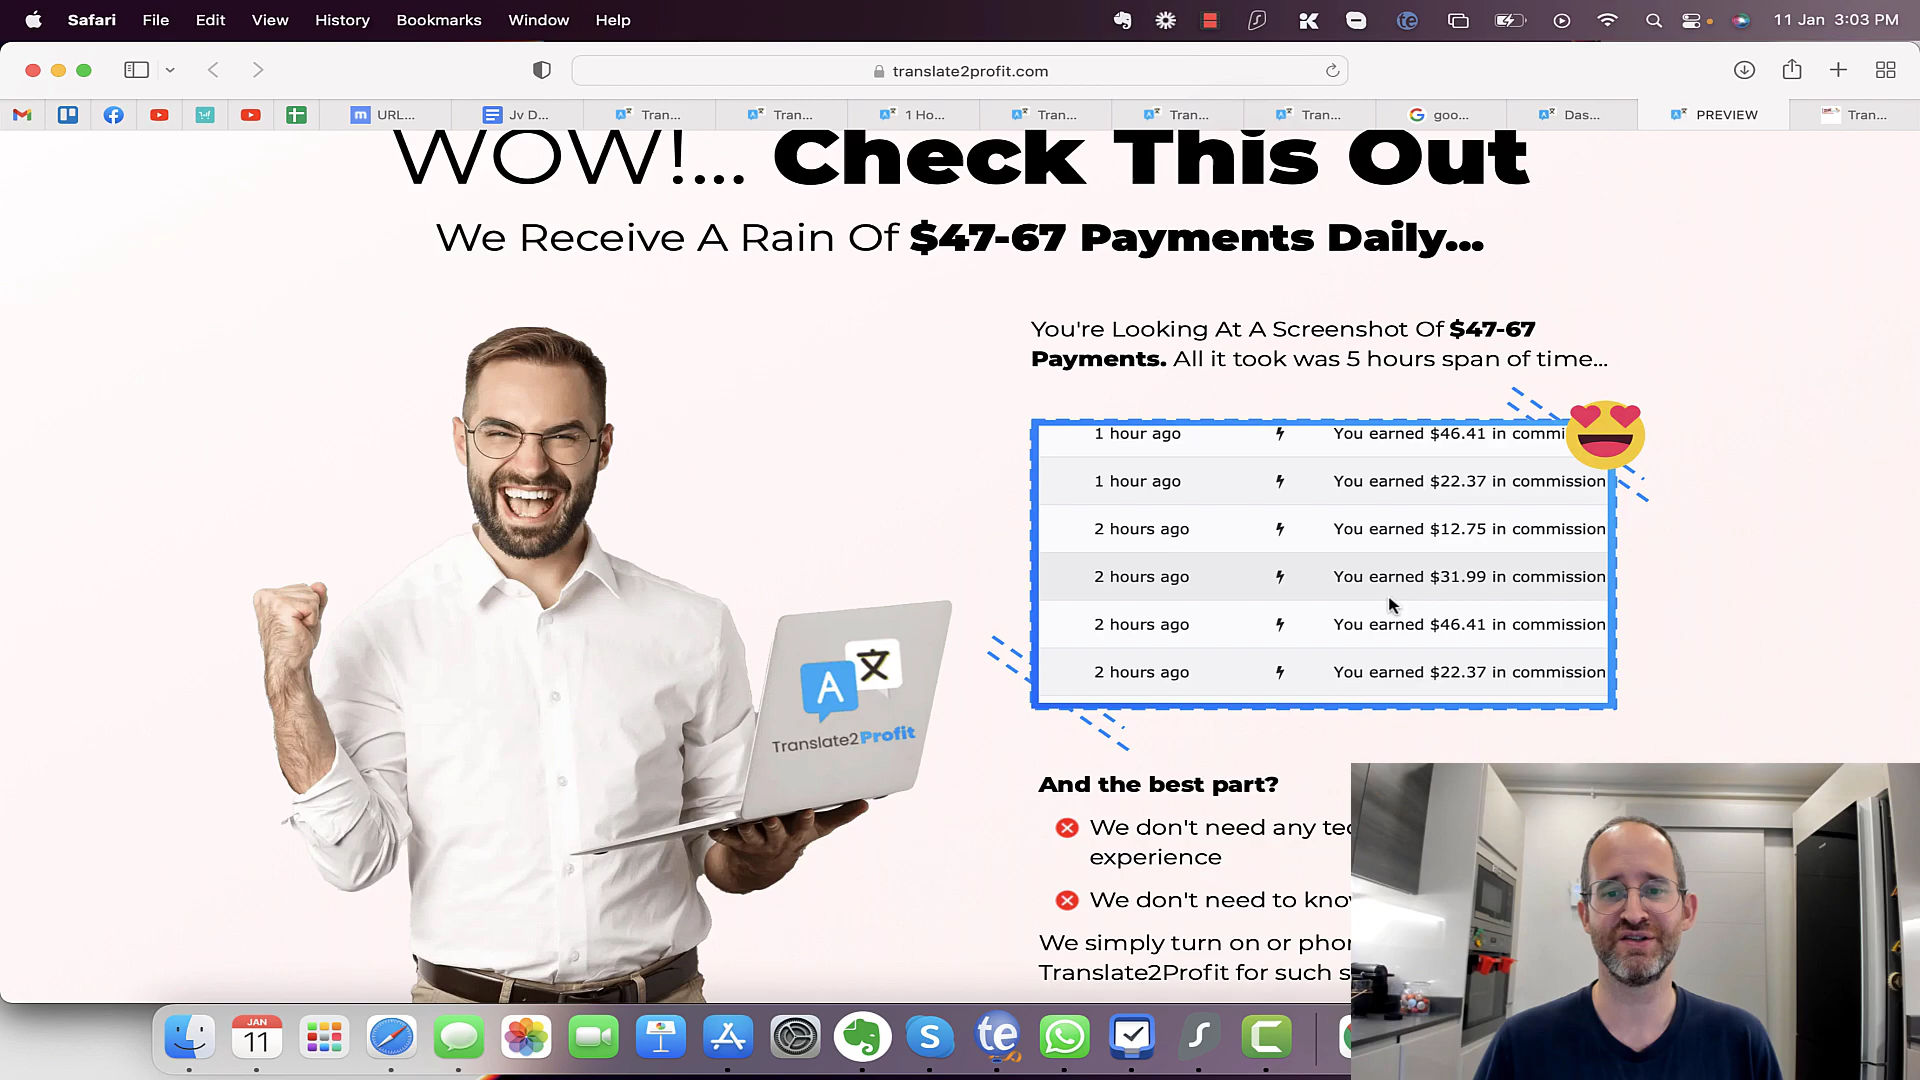 Safari File Edit View History Bookmarks Window Help
11 Jan 3:03 PM
translate2profit.com
URL... Jv D... Tran... Tran... 1 Ho... Tran... Tran... Tran... goo... Das... PREVIEW Tran...
WOW!... Check This Out
We Receive A Rain Of $47-67 Payments Daily...
You're Looking At A Screenshot Of $47-67
Payments. All it took was 5 hours span of time...
1 hour ago You earned $46.41 in commi
1 hour ago You earned $22.37 in commission
2 hours ago You earned $12.75 in commission
2 hours ago You earned $31.99 in commission
2 hours ago You earned $46.41 in commission
2 hours ago You earned $22.37 in commission
A 文
Translate2Profit
And the best part?
We don't need any tec
experience
We don't need to kno
We simply turn on or phon
Translate2Profit for such s
JAN
11
te